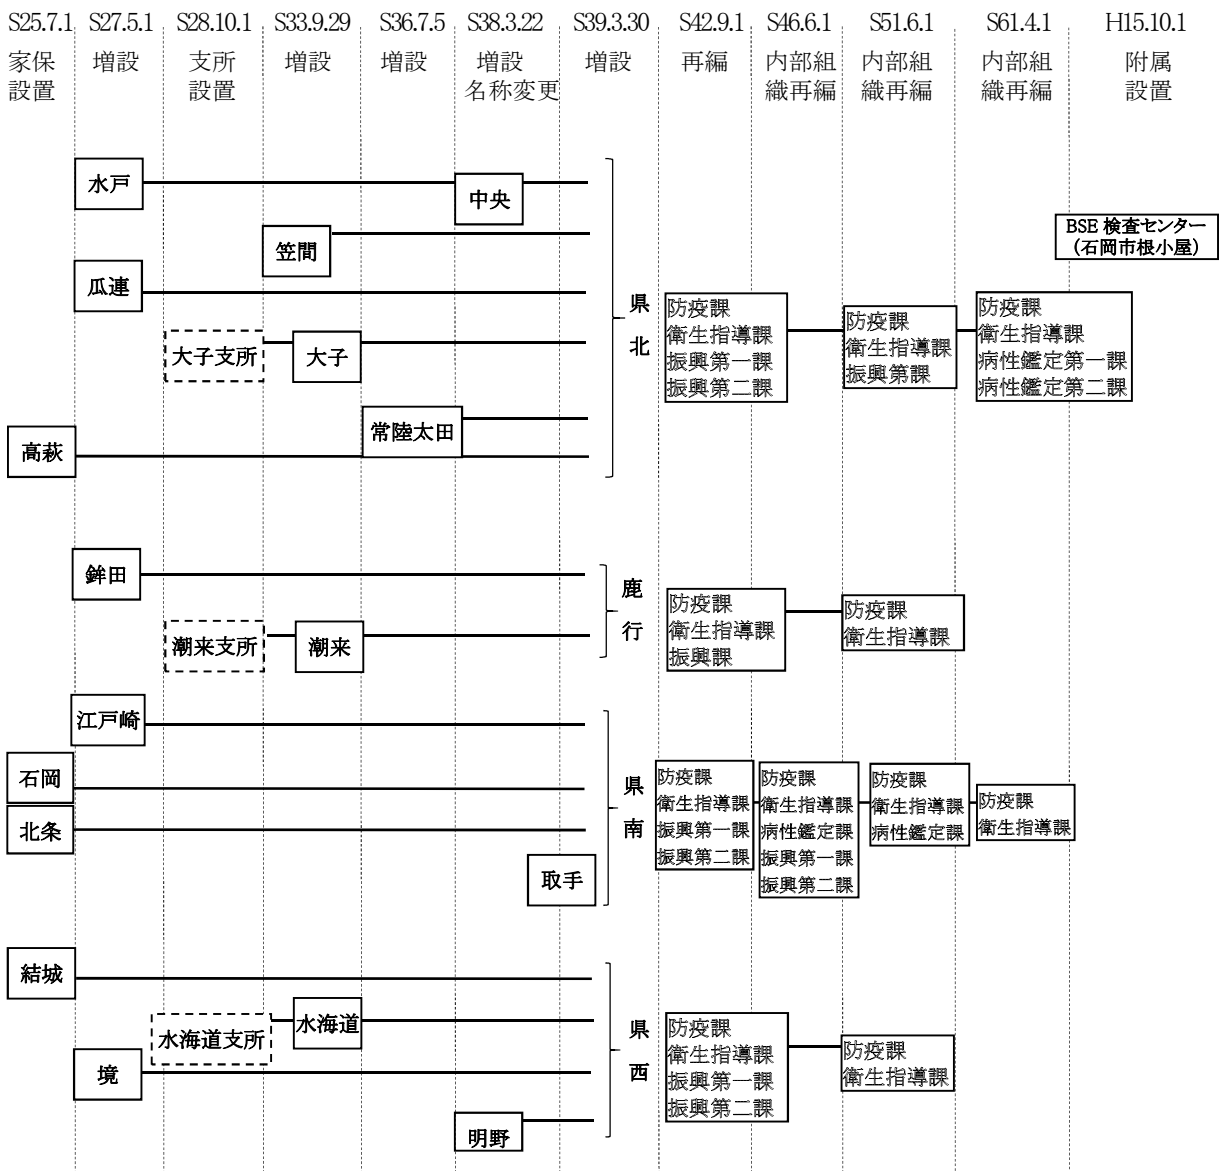 S25.7.1 S27.5.1 S28.10.1 S33.9.29 S36.7.5 S38.3.22 S39.3.30 S42.9.1 S46.6.1 S51.6.1 S61.4.1 H15.10.1
家保 増設 支所 増設 増設 増設 増設 再編 内部組 内部組 内部組 附属
設置 設置 名称変更 織再編 織再編 織再編 設置
水戸
中央
笠間
瓜連
大子支所
大子
常陸太田
高萩
県
北
防疫課
衛生指導課
振興第一課
振興第二課
防疫課
衛生指導課
振興第課
防疫課
衛生指導課
病性鑑定第一課
病性鑑定第二課
BSE 検査センター
(石岡市根小屋)
鉾田
潮来支所
潮来
鹿
行
防疫課
衛生指導課
振興課
防疫課
衛生指導課
江戸崎
石岡
北条
取手
県
南
防疫課
衛生指導課
振興第一課
振興第二課
防疫課
衛生指導課
病性鑑定課
振興第一課
振興第二課
防疫課
衛生指導課
病性鑑定課
防疫課
衛生指導課
結城
水海道支所
水海道
境
明野
県
西
防疫課
衛生指導課
振興第一課
振興第二課
防疫課
衛生指導課